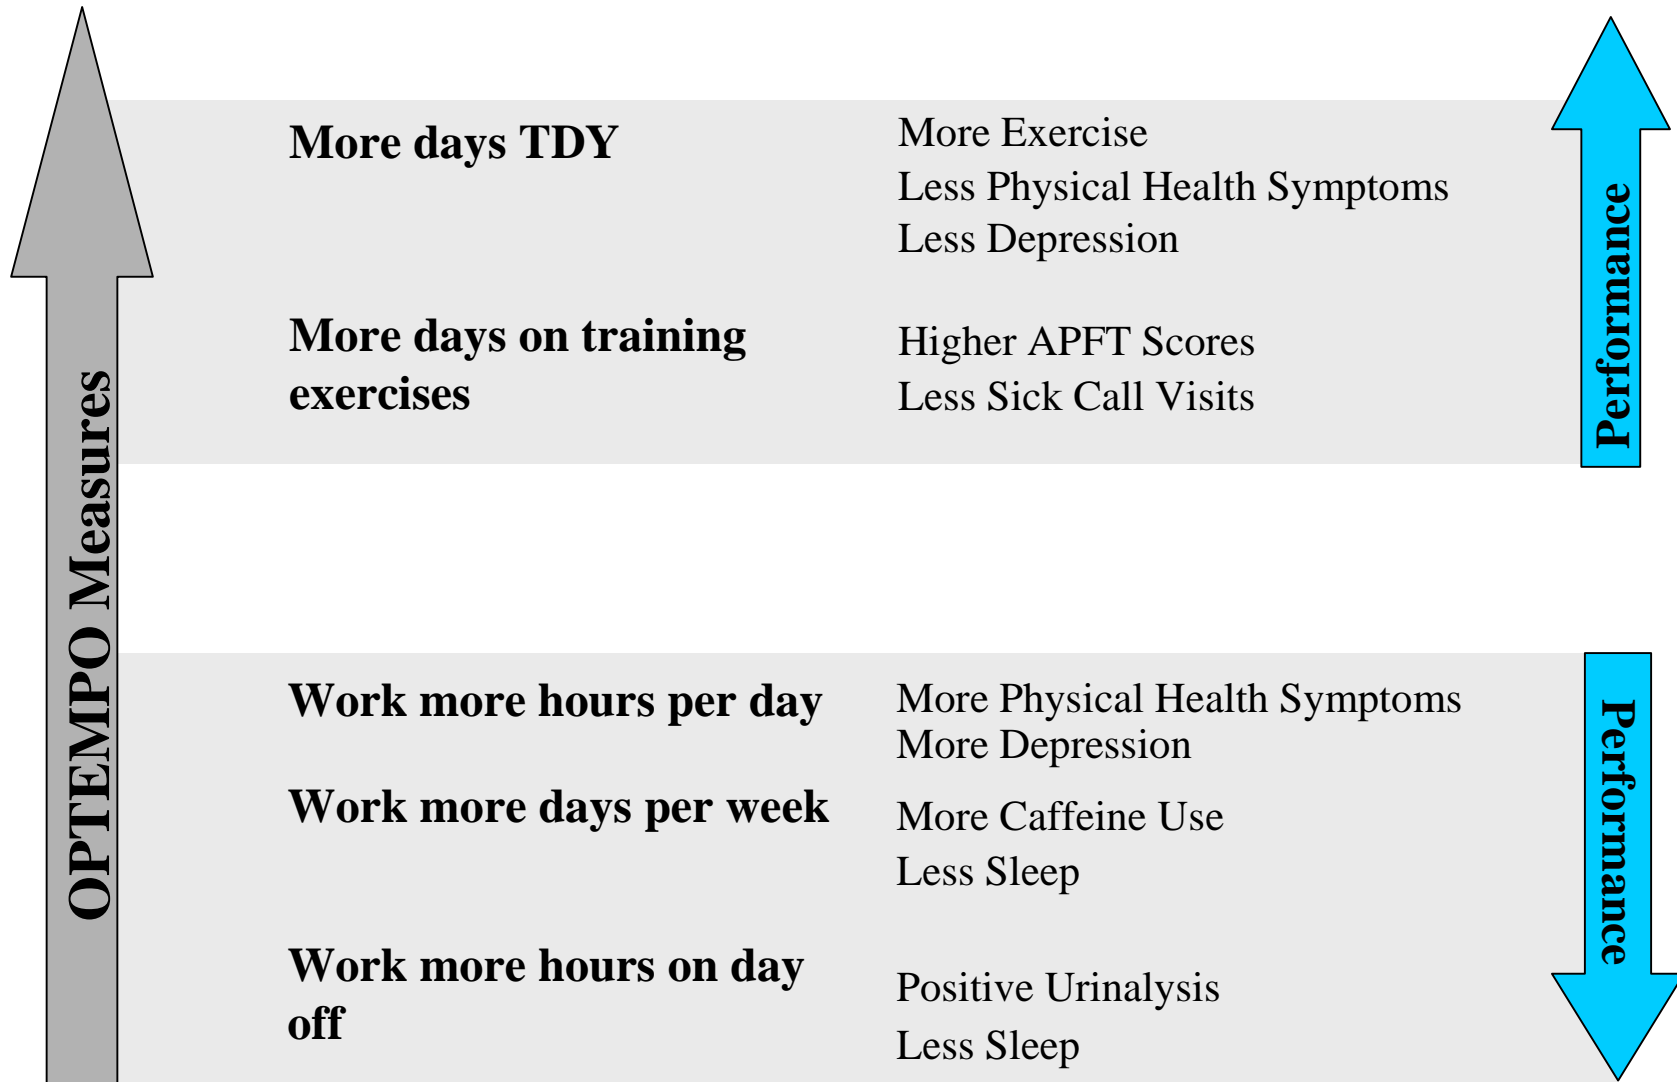 OPTEMPO Measures
More days TDY
More Exercise
Less Physical Health Symptoms
Less Depression
More days on training
exercises
Higher APFT Scores
Less Sick Call Visits
Performance
Work more hours per day
More Physical Health Symptoms
More Depression
Work more days per week
More Caffeine Use
Less Sleep
Work more hours on day
off
Positive Urinalysis
Less Sleep
Performance